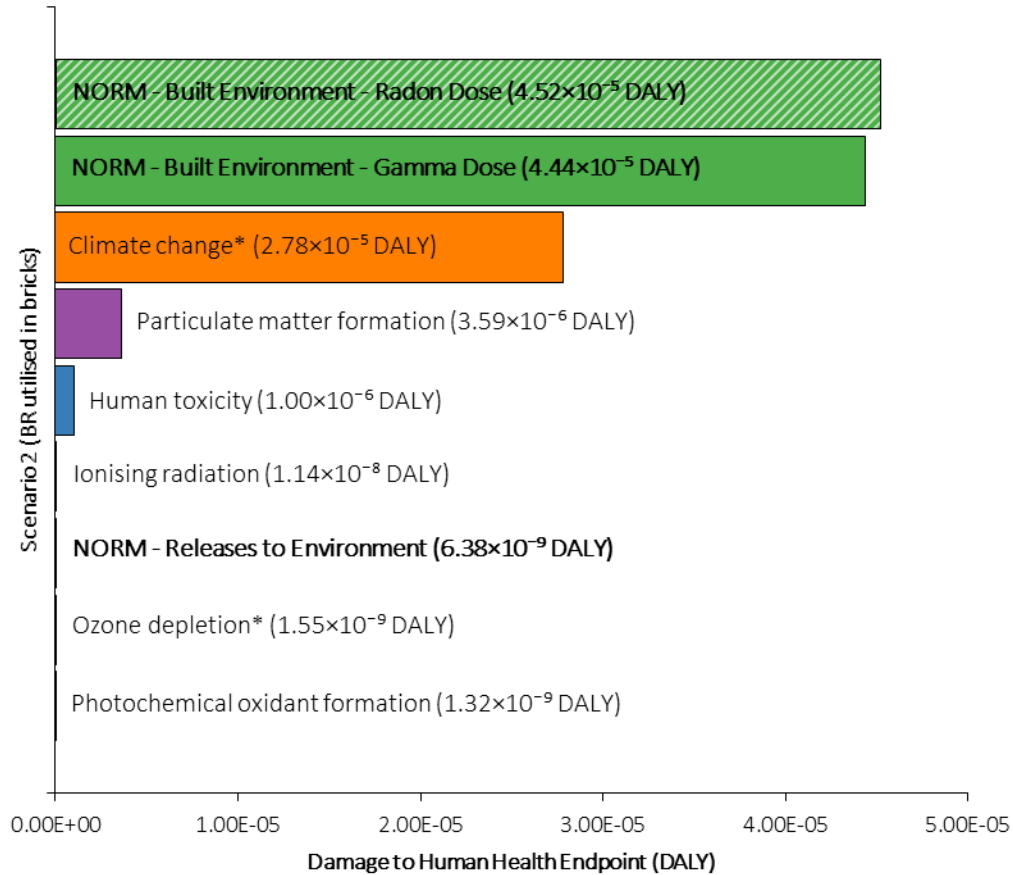 NORM - Built Environment - Radon Dose (4.52×10⁻⁵ DALY)
NORM - Built Environment - Gamma Dose (4.44×10⁻⁵ DALY)
Climate change* (2.78×10⁻⁵ DALY)
Particulate matter formation (3.59×10⁻⁶ DALY)
Human toxicity (1.00×10⁻⁶ DALY)
Ionising radiation (1.14×10⁻⁸ DALY)
NORM - Releases to Environment (6.38×10⁻⁹ DALY)
Ozone depletion* (1.55×10⁻⁹ DALY)
Photochemical oxidant formation (1.32×10⁻⁹ DALY)
Scenario 2 (BR utilised in bricks)
0.00E+00 1.00E-05 2.00E-05 3.00E-05 4.00E-05 5.00E-05
Damage to Human Health Endpoint (DALY)